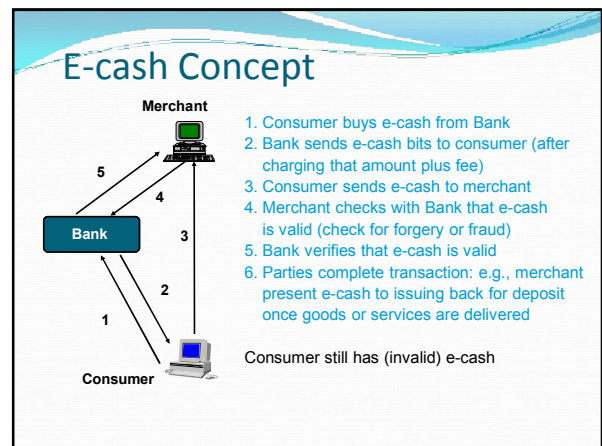 E-cash Concept
Merchant
1. Consumer buys e-cash from Bank
2. Bank sends e-cash bits to consumer (after
charging that amount plus fee)
3. Consumer sends e-cash to merchant
4. Merchant checks with Bank that e-cash
is valid (check for forgery or fraud)
5. Bank verifies that e-cash is valid
6. Parties complete transaction: e.g., merchant
present e-cash to issuing back for deposit
once goods or services are delivered
Consumer still has (invalid) e-cash
5
4
Bank
3
2
1
Consumer